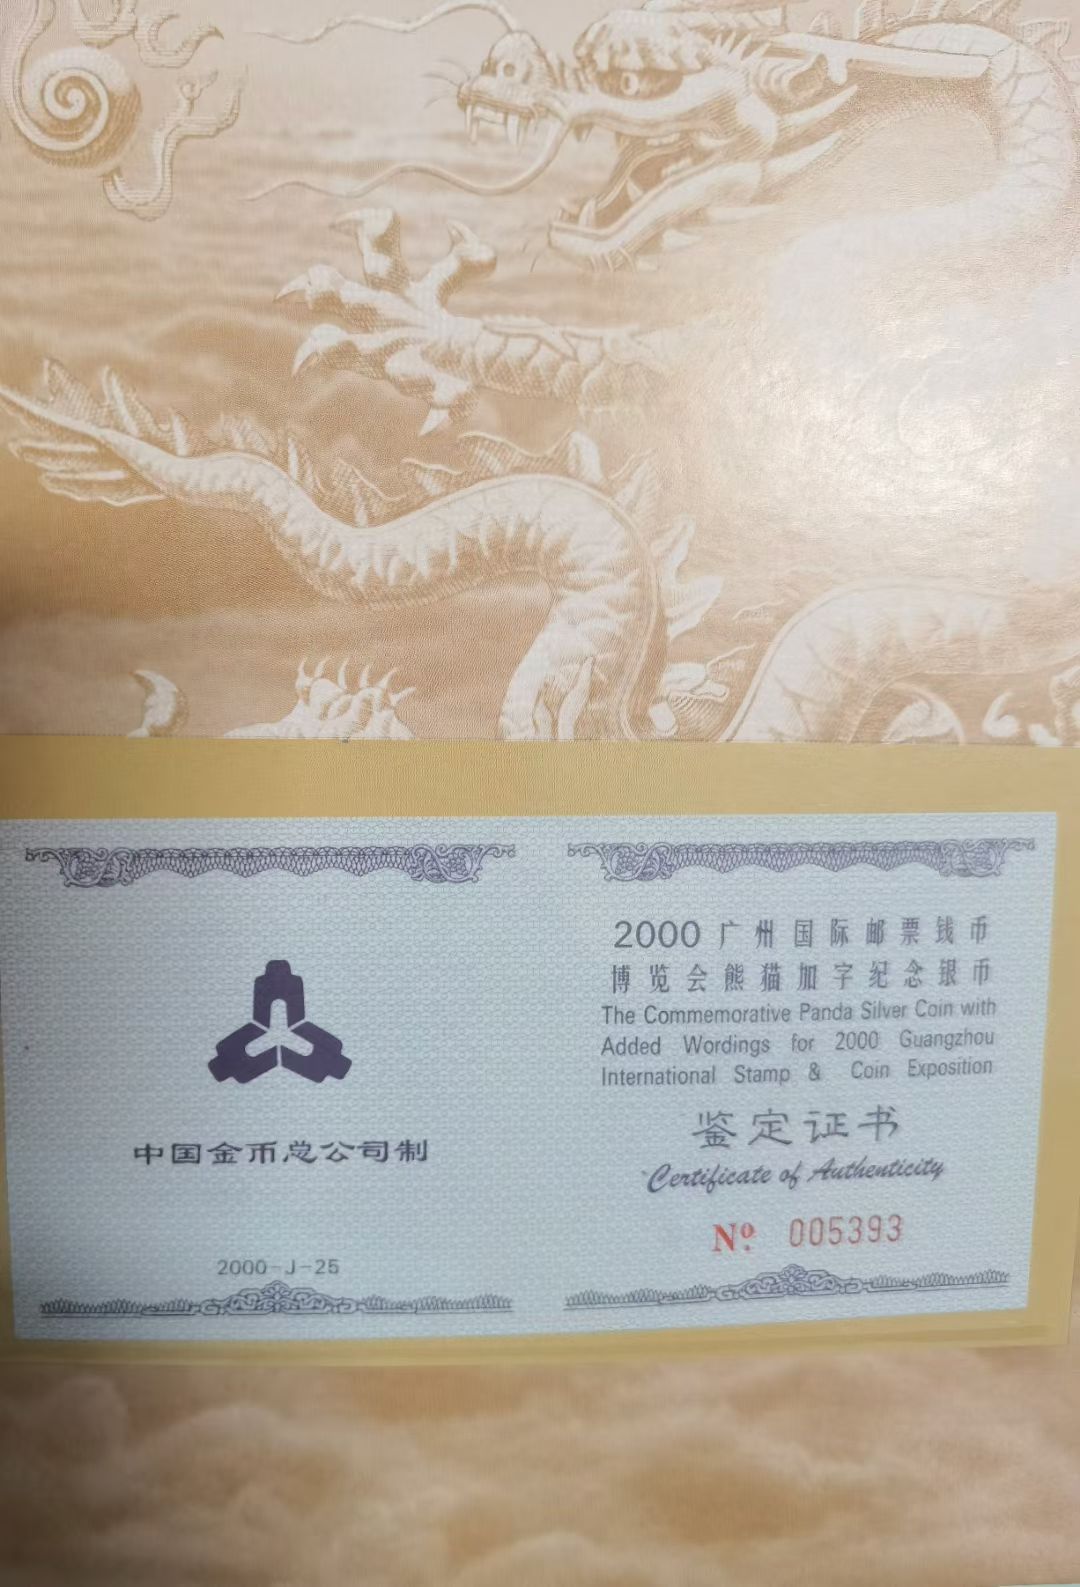 中国金币总公司制
2000-J-25
2000 广州国际邮票钱币
博览会熊猫加字纪念银币
The Commemorative Panda Silver Coin with
Added Wordings for 2000 Guangzhou
International Stamp & Coin Exposition
鉴定证书
Certificate of Authenticity
Nº. 005393